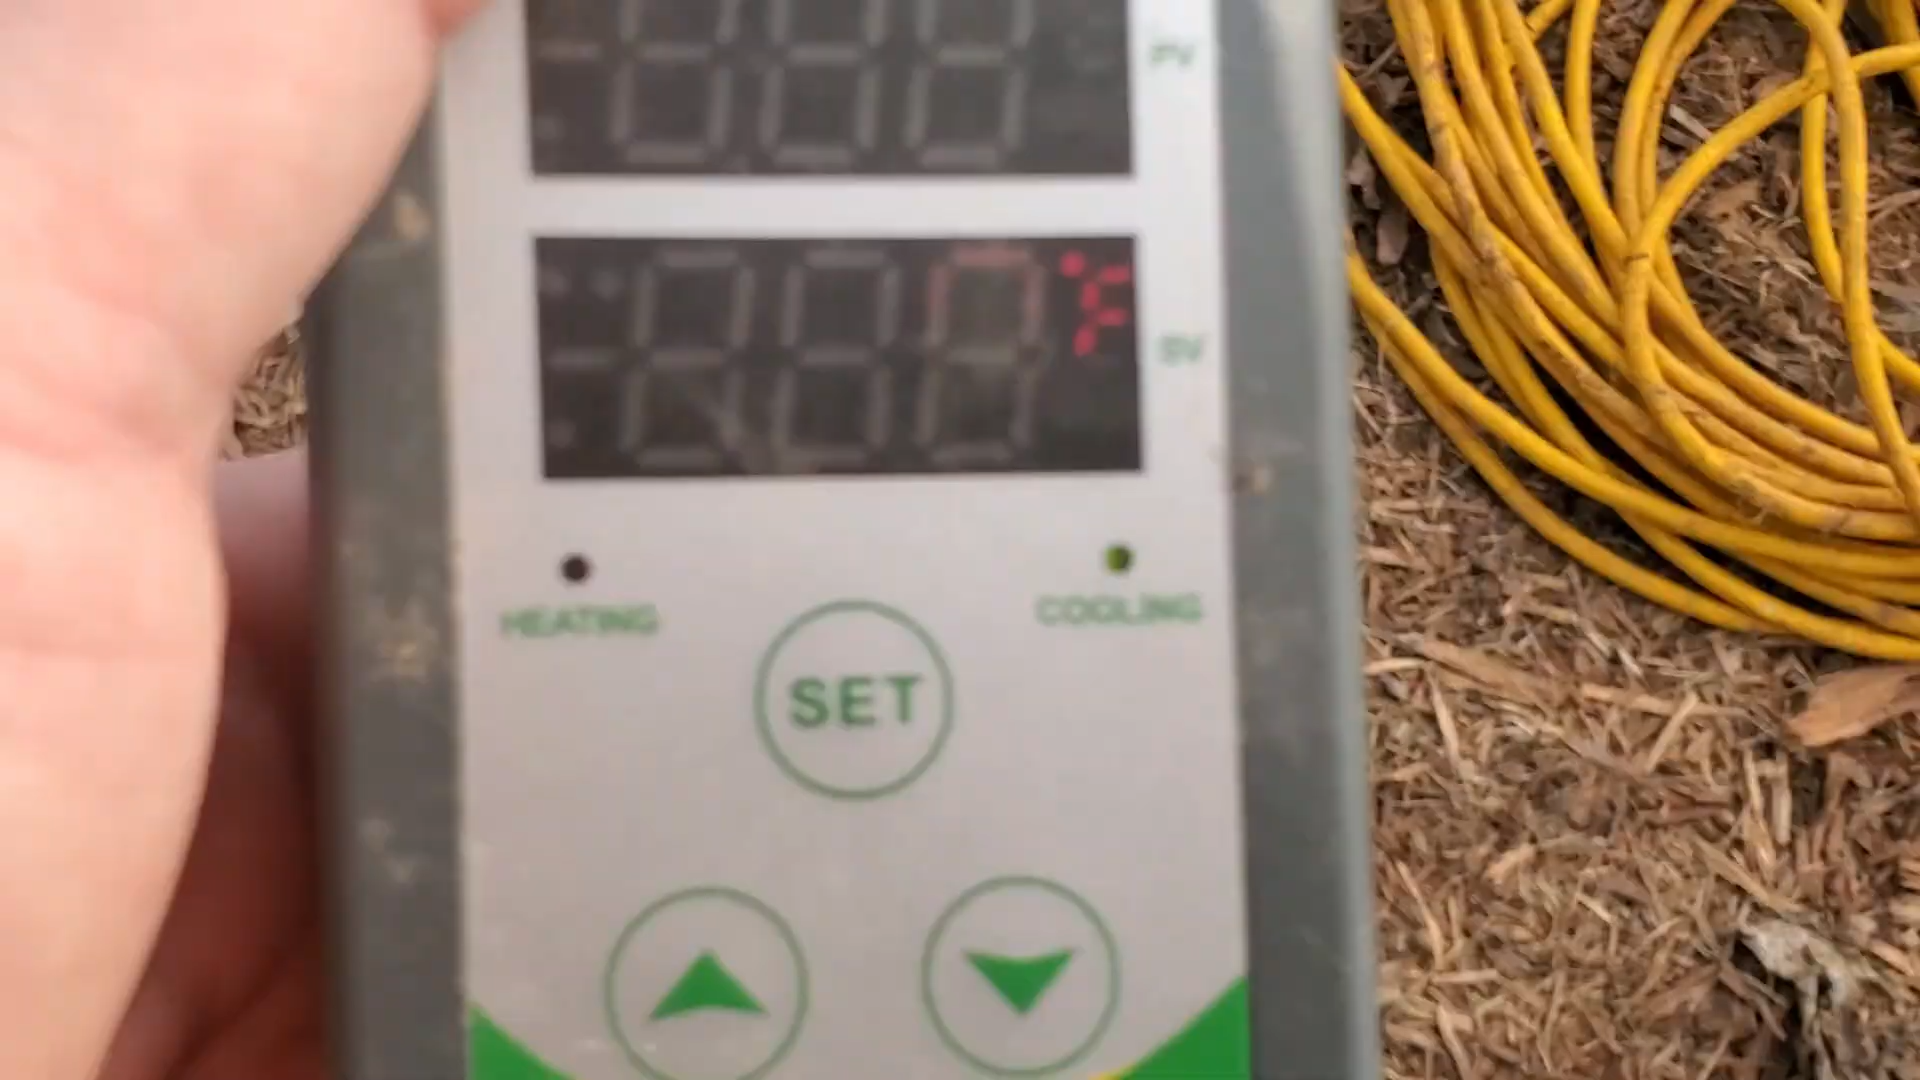 PV
°F
SV
HEATING
COOLING
SET